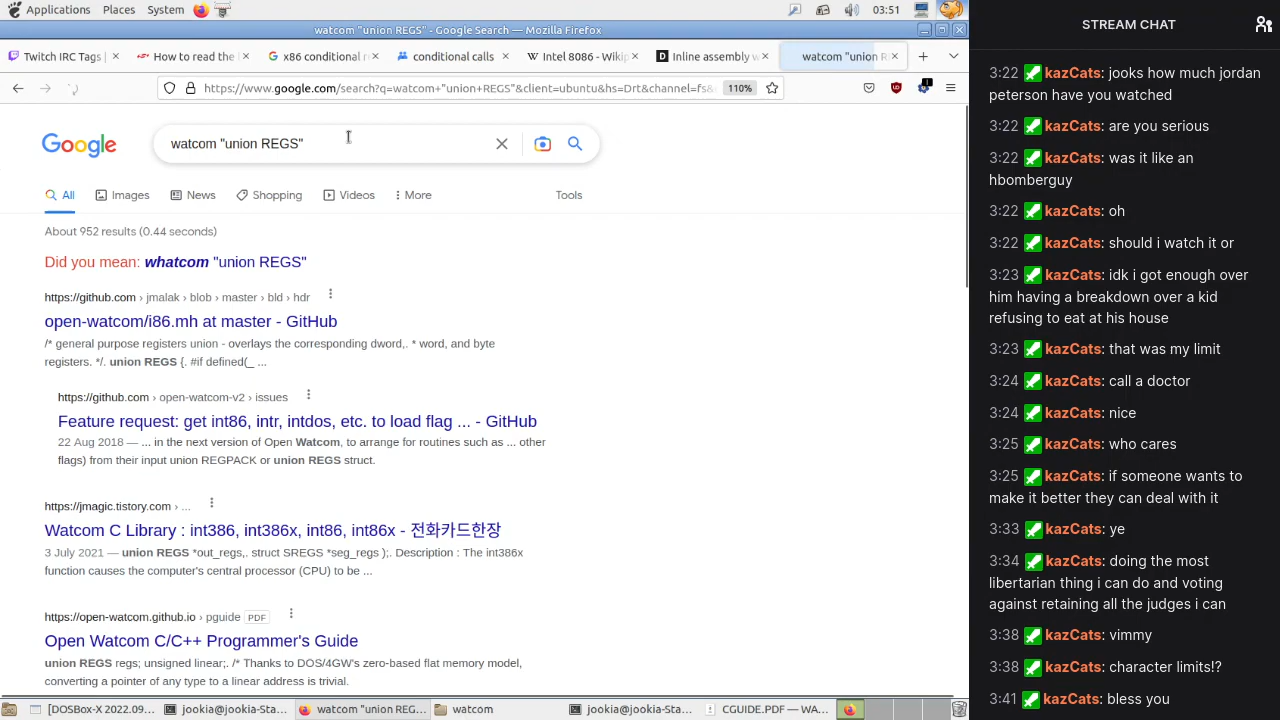 Applications Places System 03:51
watcom "union REGS" - Google Search — Mozilla Firefox
Twitch IRC Tags | How to read the x86 conditional conditional calls Intel 8086 - Wikip Inline assembly watcom "union R
https://www.google.com/search?q=watcom+"union+REGS"&client=ubuntu&hs=Drt&channel=fs& 110%
Google watcom "union REGS"
All Images News Shopping Videos More Tools
About 952 results (0.44 seconds)
Did you mean: whatcom "union REGS"
https://github.com › jmalak › blob › master › bld › hdr
open-watcom/i86.mh at master - GitHub
/* general purpose registers union - overlays the corresponding dword,. * word, and byte
registers. */. union REGS {. #if defined(_ ...
https://github.com › open-watcom-v2 › issues
Feature request: get int86, intr, intdos, etc. to load flag ... - GitHub
22 Aug 2018 — ... in the next version of Open Watcom, to arrange for routines such as ... other
flags) from their input union REGPACK or union REGS struct.
https://jmagic.tistory.com › ...
Watcom C Library : int386, int386x, int86, int86x - 전화카드한장
3 July 2021 — union REGS *out_regs,. struct SREGS *seg_regs );. Description : The int386x
function causes the computer's central processor (CPU) to be ...
https://open-watcom.github.io › pguide PDF
Open Watcom C/C++ Programmer's Guide
union REGS regs; unsigned linear;. /* Thanks to DOS/4GW's zero-based flat memory model,
converting a pointer of any type to a linear address is trivial.
[DOSBox-X 2022.09... jookia@jookia-Sta... watcom "union REG... watcom jookia@jookia-Sta... CGUIDE.PDF — WA...
STREAM CHAT
3:22 kazCats: jooks how much jordan
peterson have you watched
3:22 kazCats: are you serious
3:22 kazCats: was it like an
hbomberguy
3:22 kazCats: oh
3:22 kazCats: should i watch it or
3:23 kazCats: idk i got enough over
him having a breakdown over a kid
refusing to eat at his house
3:23 kazCats: that was my limit
3:24 kazCats: call a doctor
3:24 kazCats: nice
3:25 kazCats: who cares
3:25 kazCats: if someone wants to
make it better they can deal with it
3:33 kazCats: ye
3:34 kazCats: doing the most
libertarian thing i can do and voting
against retaining all the judges i can
3:38 kazCats: vimmy
3:38 kazCats: character limits!?
3:41 kazCats: bless you